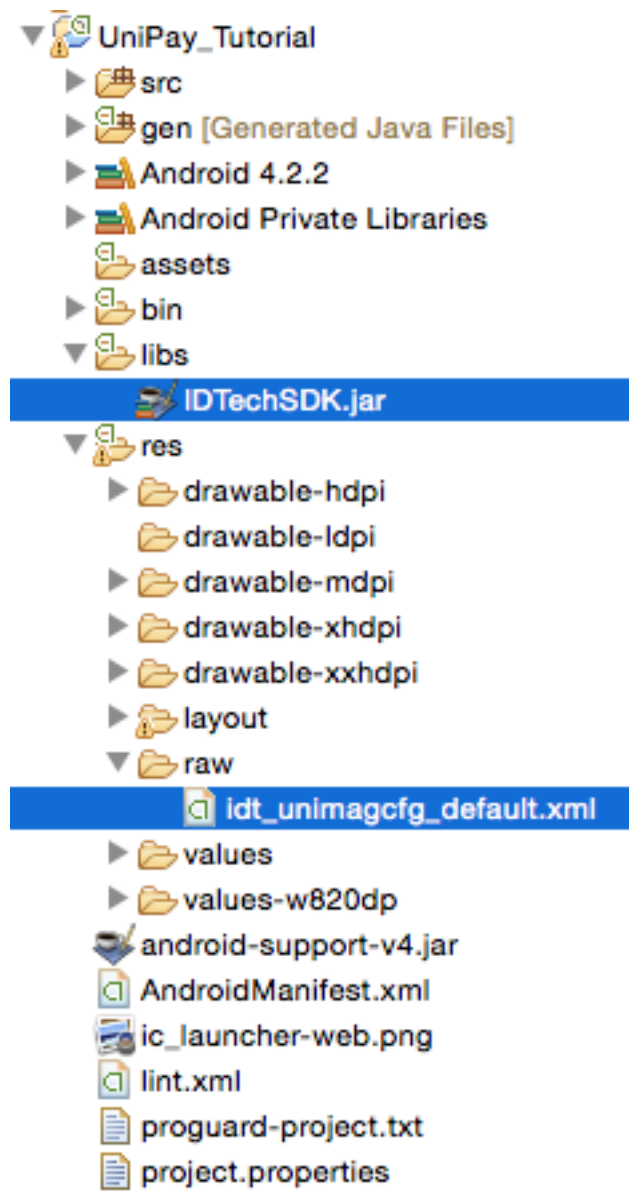 UniPay_Tutorial
src
gen [Generated Java Files]
Android 4.2.2
Android Private Libraries
assets
bin
libs
IDTechSDK.jar
res
drawable-hdpi
drawable-ldpi
drawable-mdpi
drawable-xhdpi
drawable-xxhdpi
layout
raw
idt_unimagcfg_default.xml
values
values-w820dp
android-support-v4.jar
AndroidManifest.xml
ic_launcher-web.png
lint.xml
proguard-project.txt
project.properties